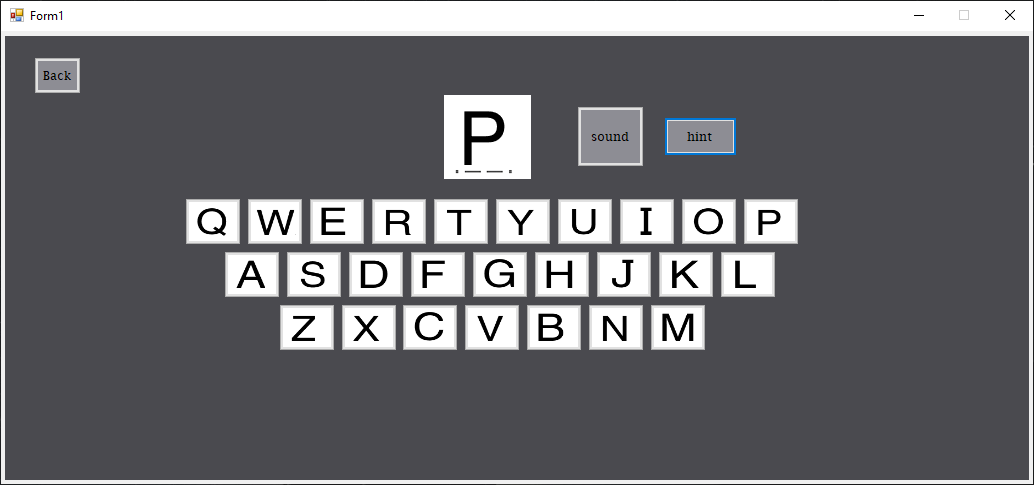 Form1
Back
P
. _ _ .
sound
hint
Q W E R T Y U I O P
A S D F G H J K L
Z X C V B N M